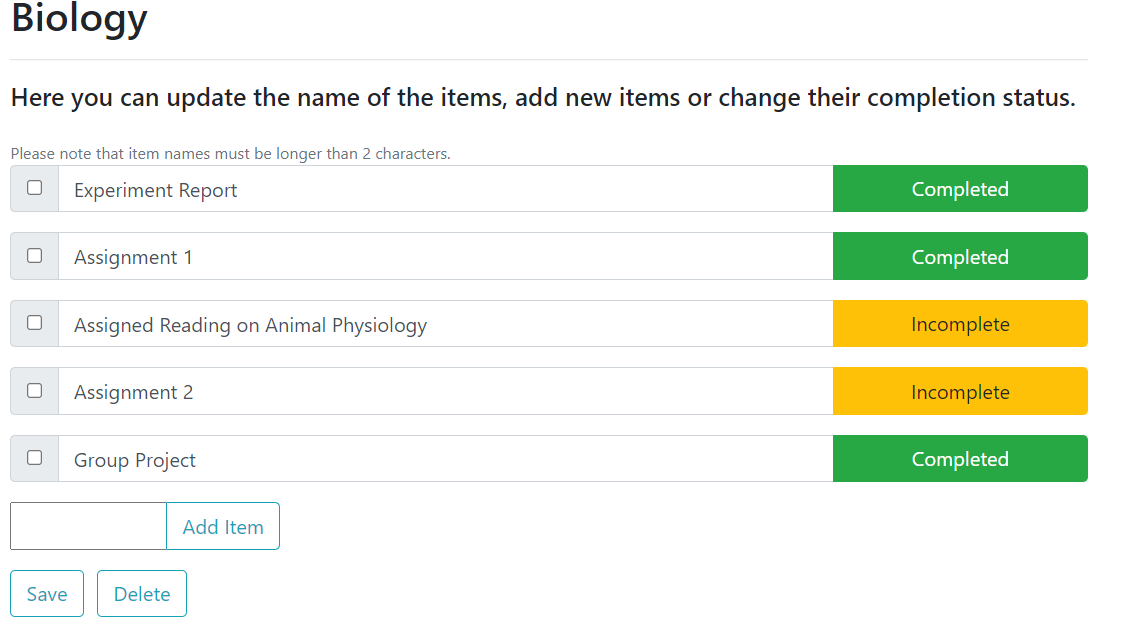 Biology
Here you can update the name of the items, add new items or change their completion status.
Please note that item names must be longer than 2 characters.
Experiment Report Completed
Assignment 1 Completed
Assigned Reading on Animal Physiology Incomplete
Assignment 2 Incomplete
Group Project Completed
Add Item
Save Delete